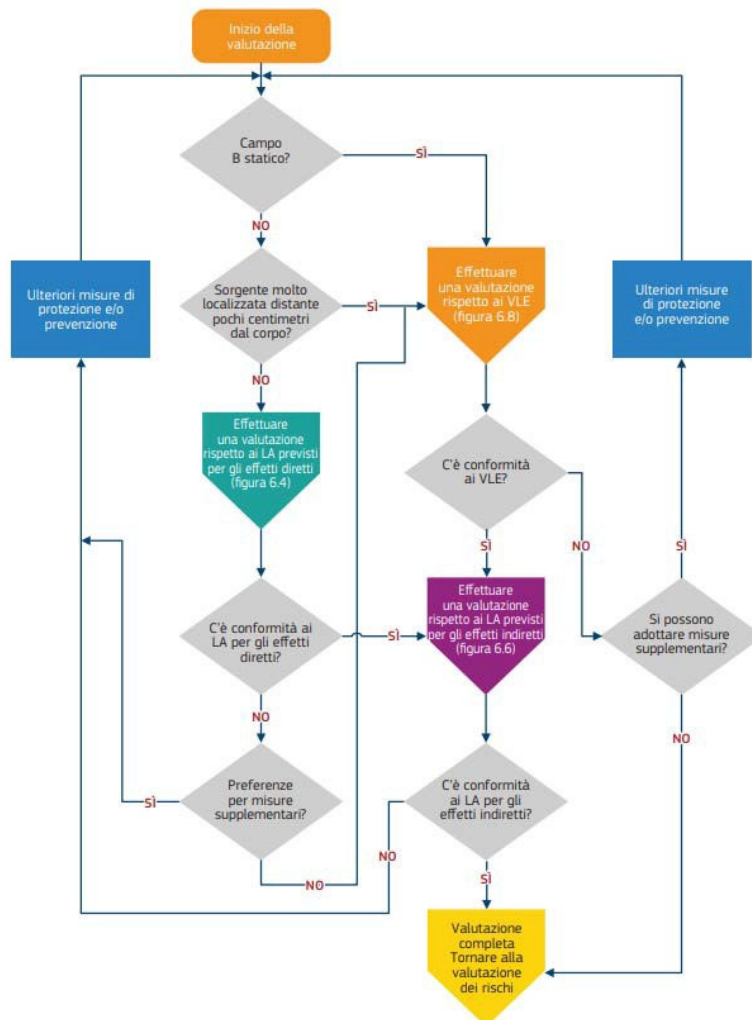 Inizio della
valutazione
Campo
B statico?
SÌ
NO
Ulteriori misure di
protezione e/o
prevenzione
Sorgente molto
localizzata distante
pochi centimetri
dal corpo?
SÌ
Effettuare
una valutazione
rispetto ai VLE
(figura 6.8)
Ulteriori misure
di protezione
e/o prevenzione
NO
Effettuare
una valutazione
rispetto ai LA previsti
per gli effetti diretti
(figura 6.4)
C'è conformità
ai VLE?
SÌ
NO
SÌ
C'è conformità ai
LA per gli effetti
diretti?
SÌ
Effettuare
una valutazione
rispetto ai LA previsti
per gli effetti indiretti
(figura 6.6)
Si possono
adottare misure
supplementari?
NO
NO
Preferenze
per misure
supplementari?
SÌ
NO
C'è conformità
ai LA per gli
effetti indiretti?
NO
SÌ
Valutazione
completa
Tornare alla
valutazione
dei rischi